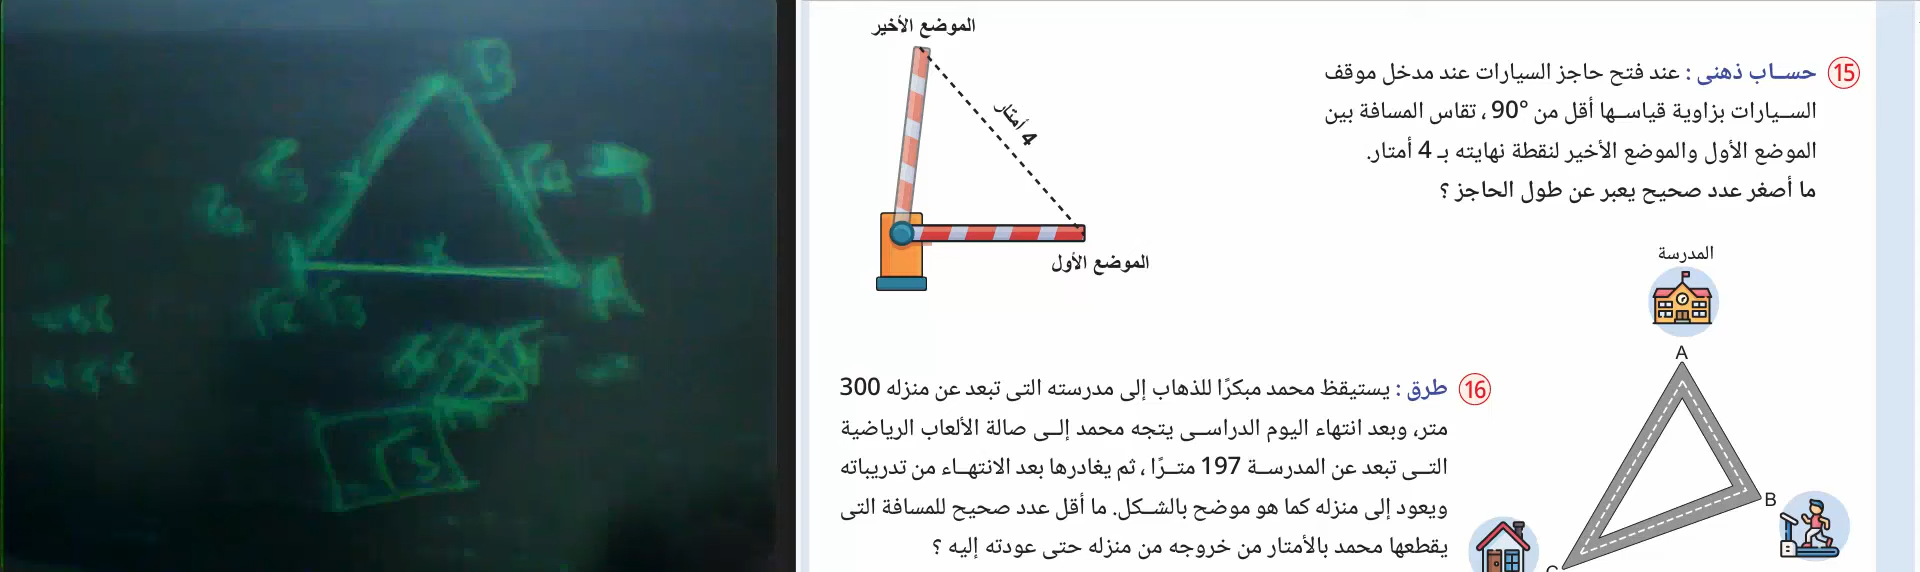 الموضع الأخير
4 أمتار
الموضع الأول
15 حساب ذهنى : عند فتح حاجز السيارات عند مدخل موقف
السيارات بزاوية قياسها أقل من 90° ، تقاس المسافة بين
الموضع الأول والموضع الأخير لنقطة نهايته بـ 4 أمتار.
ما أصغر عدد صحيح يعبر عن طول الحاجز ؟
المدرسة
A
B
C
16 طرق : يستيقظ محمد مبكرًا للذهاب إلى مدرسته التى تبعد عن منزله 300
متر، وبعد انتهاء اليوم الدراسى يتجه محمد إلى صالة الألعاب الرياضية
التى تبعد عن المدرسة 197 مترًا ، ثم يغادرها بعد الانتهاء من تدريباته
ويعود إلى منزله كما هو موضح بالشكل. ما أقل عدد صحيح للمسافة التى
يقطعها محمد بالأمتار من خروجه من منزله حتى عودته إليه ؟
B
A